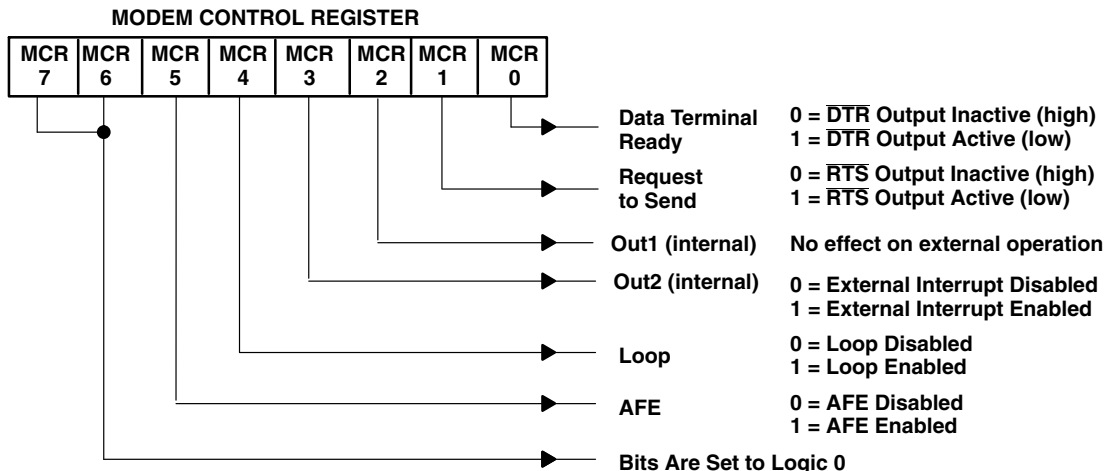 MODEM CONTROL REGISTER
MCR 7 MCR 6 MCR 5 MCR 4 MCR 3 MCR 2 MCR 1 MCR 0
Data Terminal Ready
0 = D̅T̅R̅ Output Inactive (high)
1 = D̅T̅R̅ Output Active (low)
Request to Send
0 = R̅T̅S̅ Output Inactive (high)
1 = R̅T̅S̅ Output Active (low)
Out1 (internal)
No effect on external operation
Out2 (internal)
0 = External Interrupt Disabled
1 = External Interrupt Enabled
Loop
0 = Loop Disabled
1 = Loop Enabled
AFE
0 = AFE Disabled
1 = AFE Enabled
Bits Are Set to Logic 0